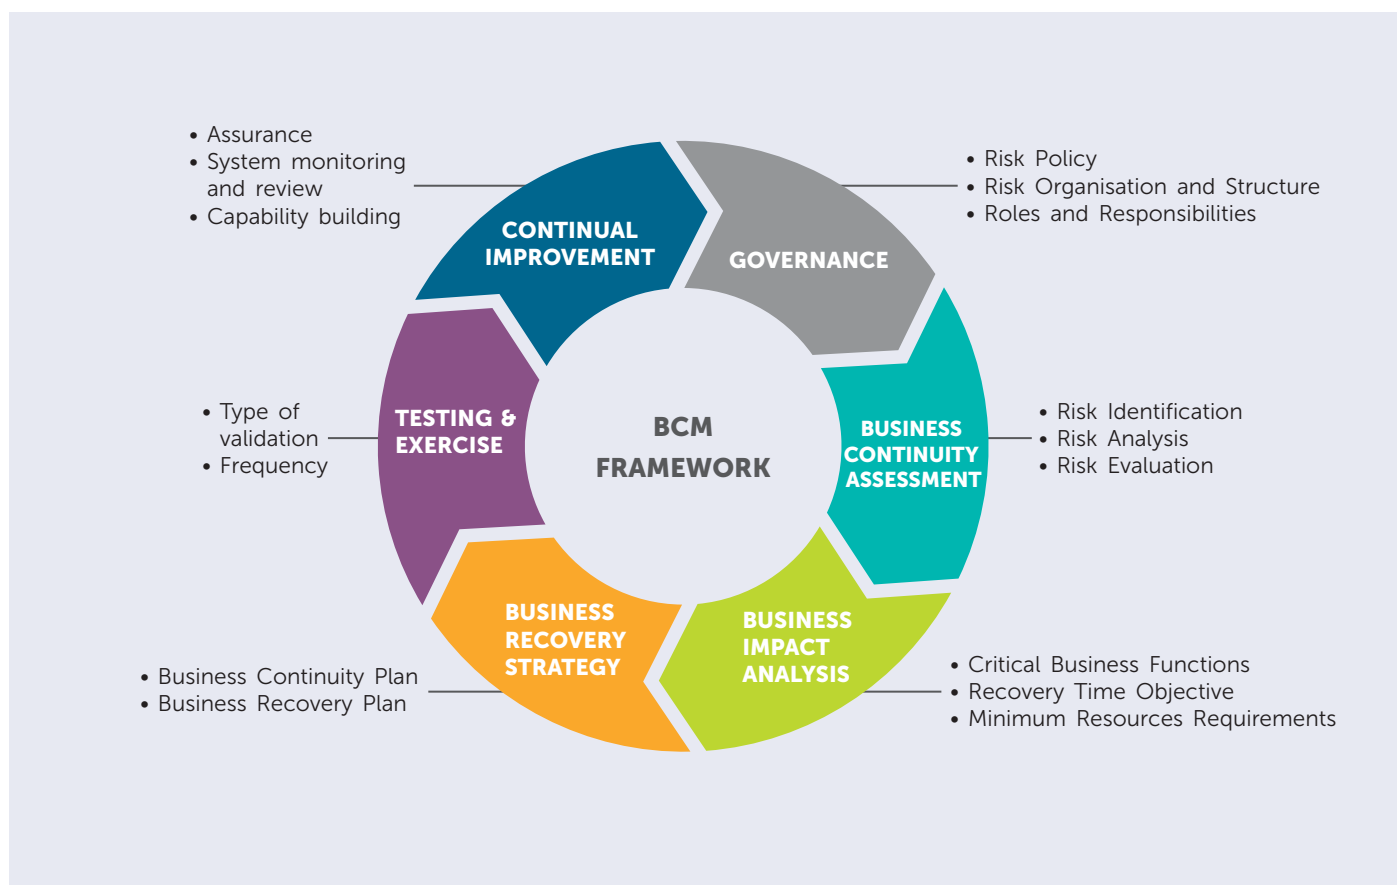 • Assurance
• System monitoring
and review
• Capability building
CONTINUAL
IMPROVEMENT
• Risk Policy
• Risk Organisation and Structure
• Roles and Responsibilities
GOVERNANCE
• Type of
validation
• Frequency
TESTING &
EXERCISE
BCM
FRAMEWORK
BUSINESS
CONTINUITY
ASSESSMENT
• Risk Identification
• Risk Analysis
• Risk Evaluation
• Business Continuity Plan
• Business Recovery Plan
BUSINESS
RECOVERY
STRATEGY
BUSINESS
IMPACT
ANALYSIS
• Critical Business Functions
• Recovery Time Objective
• Minimum Resources Requirements